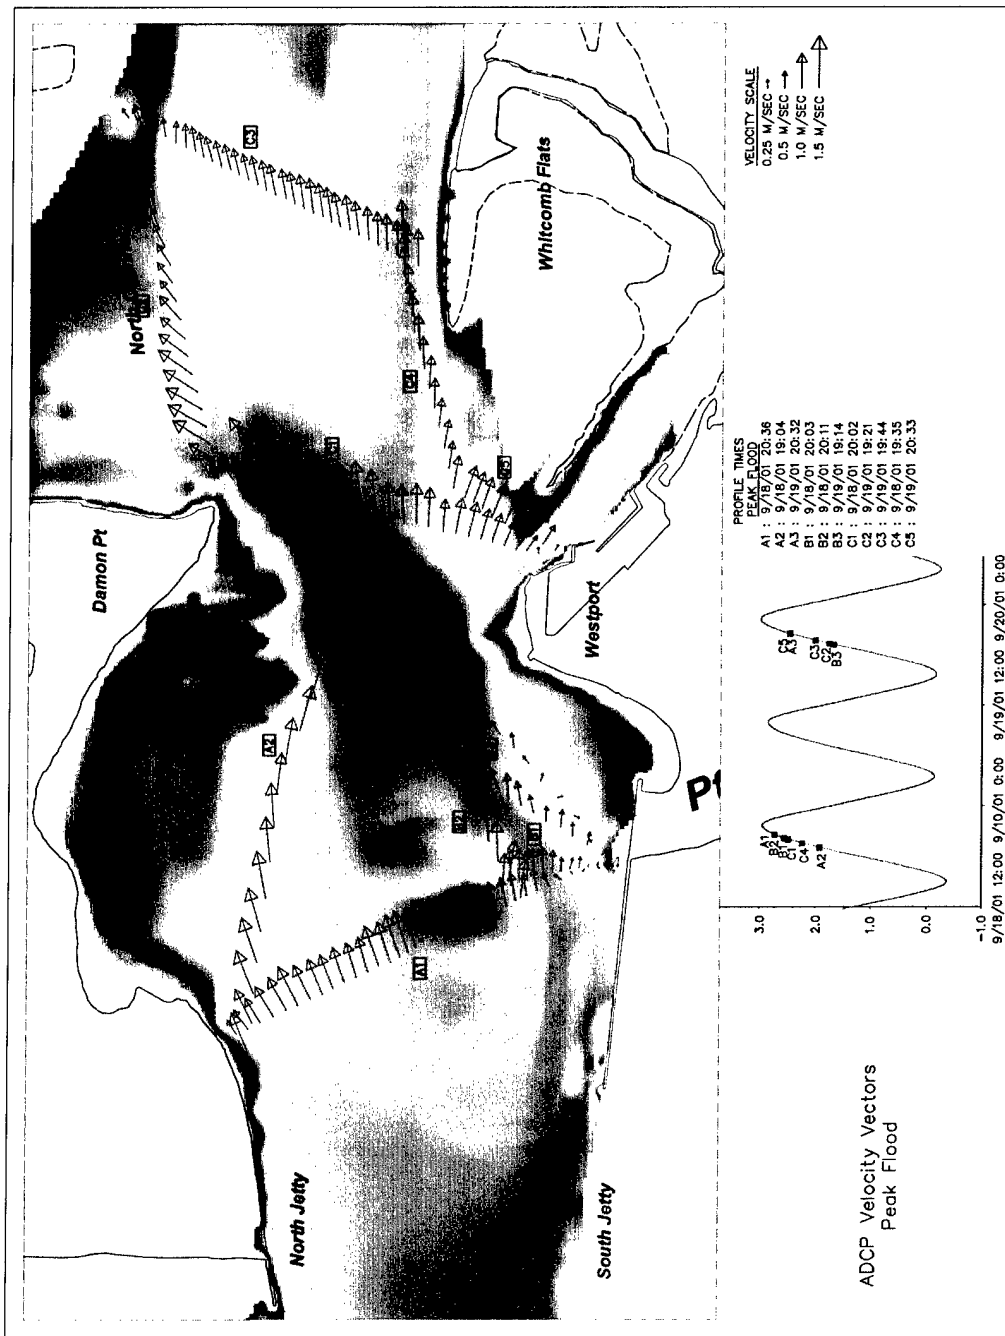 North Jetty
South Jetty
Damon Pt
Westport
Whitcomb Flats
North
A1
A2
C3
C4
VELOCITY SCALE
0.25 M/SEC
0.5 M/SEC
1.0 M/SEC
1.5 M/SEC
PROFILE TIMES
PEAK FLOOD
A1 : 9/18/01 20:36
A2 : 9/18/01 19:04
A3 : 9/19/01 20:32
B1 : 9/18/01 20:03
B2 : 9/18/01 20:11
B3 : 9/19/01 19:14
C1 : 9/18/01 20:02
C2 : 9/19/01 19:21
C3 : 9/19/01 19:44
C4 : 9/18/01 19:35
C5 : 9/19/01 20:33
3.0
2.0
1.0
0.0
-1.0
A1
B2
B1
C1
C4
A2
C5
A3
C3
C2
B3
9/18/01 12:00 9/10/01 0:00 9/19/01 12:00 9/20/01 0:00
ADCP Velocity Vectors
Peak Flood